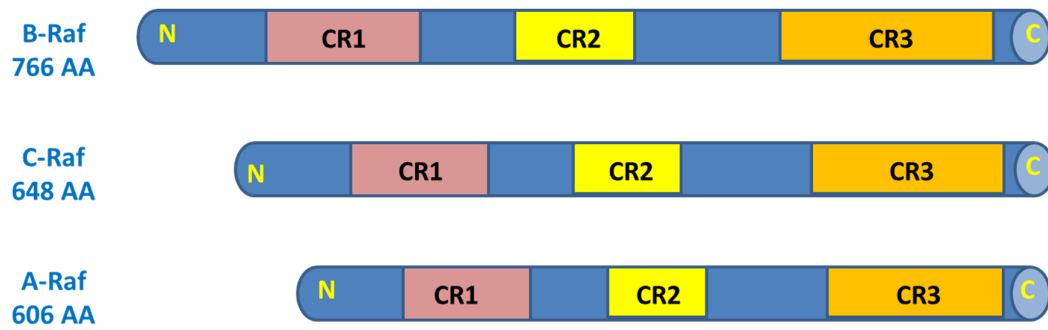 B-Raf
766 AA
N CR1 CR2 CR3 C
C-Raf
648 AA
N CR1 CR2 CR3 C
A-Raf
606 AA
N CR1 CR2 CR3 C